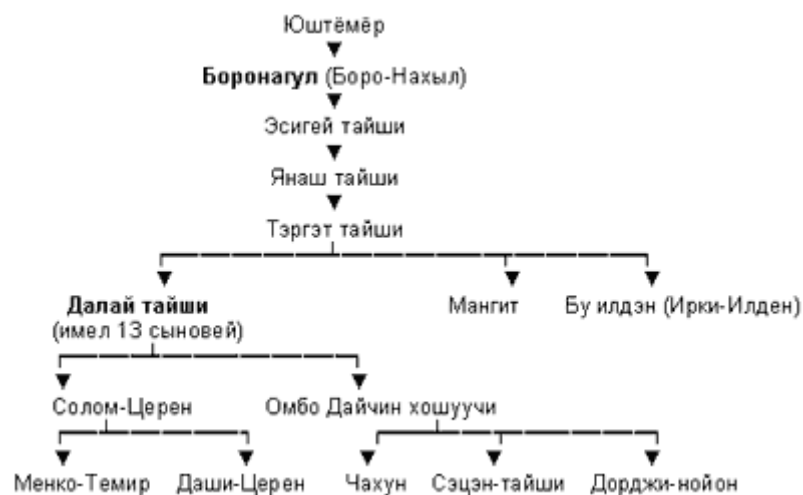 Юштёмёр
Боронагул (Боро-Нахыл)
Эсигей тайши
Янаш тайши
Тэргэт тайши
Далай тайши Мангит Бу илдэн (Ирки-Илден)
(имел 13 сыновей)
Солом-Церен Омбо Дайчин хошуучи
Менко-Темир Даши-Церен Чахун Сэцэн-тайши Дорджи-нойон